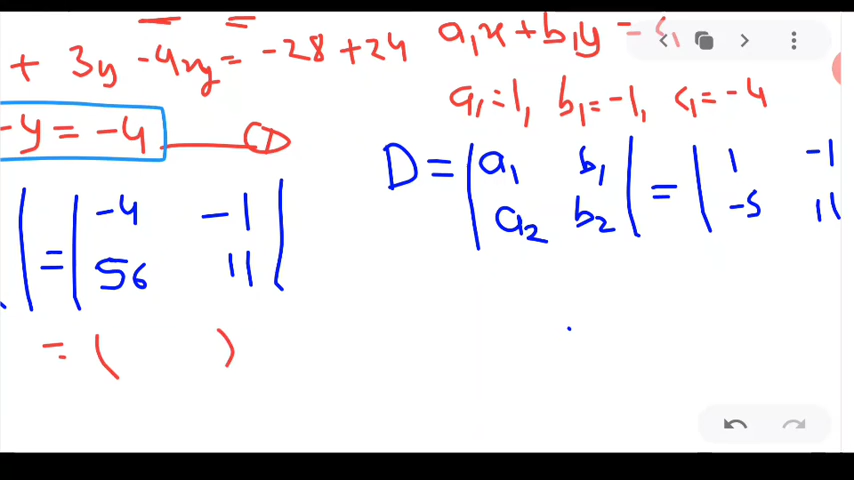 + 3y -4xy = -28 +24
a₁x + b₁y = c₁
-y = -4 ——— ①
a₁=1, b₁=-1, c₁=-4
D = | a₁ b₁ | = | 1 -1
| a₂ b₂ | | -5 11
| = | -4 -1 |
| 56 11 |
= ( )